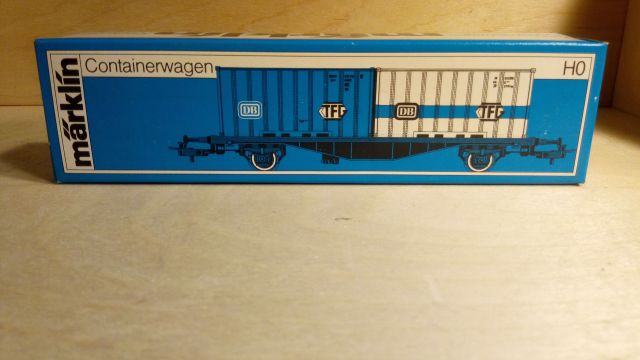 märklin
Containerwagen
H0
DB
TFG
DB
TFG